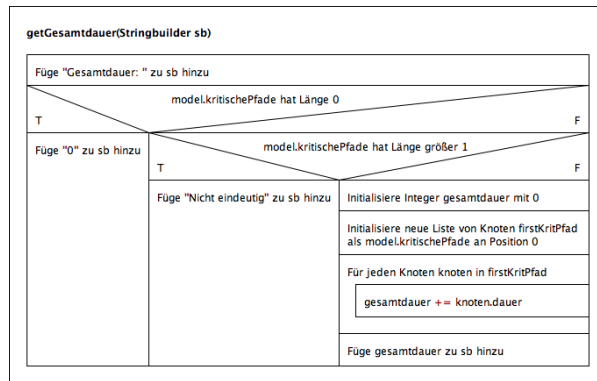 getGesamtdauer(Stringbuilder sb)
Füge "Gesamtdauer: " zu sb hinzu
model.kritischePfade hat Länge 0
T
F
Füge "0" zu sb hinzu
model.kritischePfade hat Länge größer 1
T
F
Füge "Nicht eindeutig" zu sb hinzu
Initialisiere Integer gesamtdauer mit 0
Initialisiere neue Liste von Knoten firstKritPfad
als model.kritischePfade an Position 0
Für jeden Knoten knoten in firstKritPfad
gesamtdauer += knoten.dauer
Füge gesamtdauer zu sb hinzu